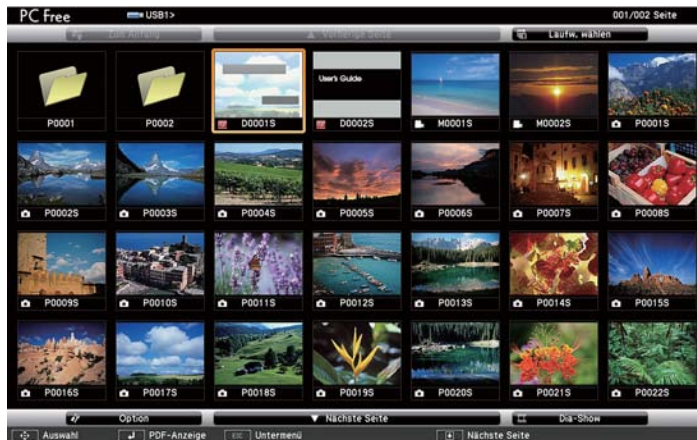 PC Free USB1> 001/002 Seite
Zum Anfang ▲ Vorherige Seite Laufw. wählen
User's Guide
P0001 P0002 D0001S D0002S M0001S M0002S P0001S
P0002S P0003S P0004S P0005S P0006S P0007S P0008S
P0009S P0010S P0011S P0012S P0013S P0014S P0015S
P0016S P0017S P0018S P0019S P0020S P0021S P0022S
Option ▼ Nächste Seite Dia-Show
Auswahl PDF-Anzeige ESC Untermenü Nächste Seite